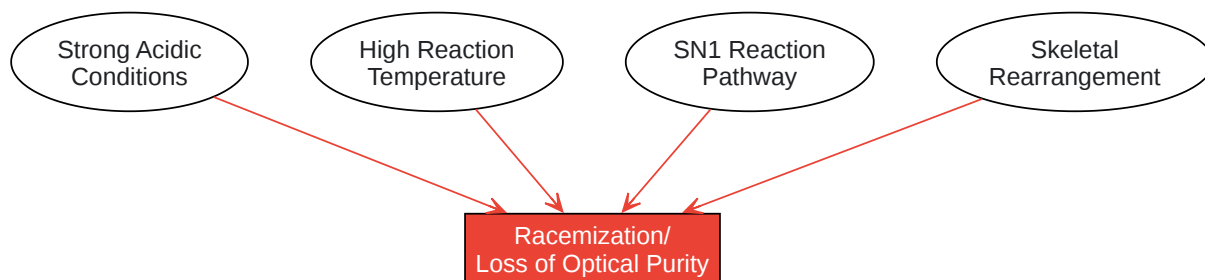 Strong Acidic
Conditions
High Reaction
Temperature
SN1 Reaction
Pathway
Skeletal
Rearrangement
Racemization/
Loss of Optical Purity